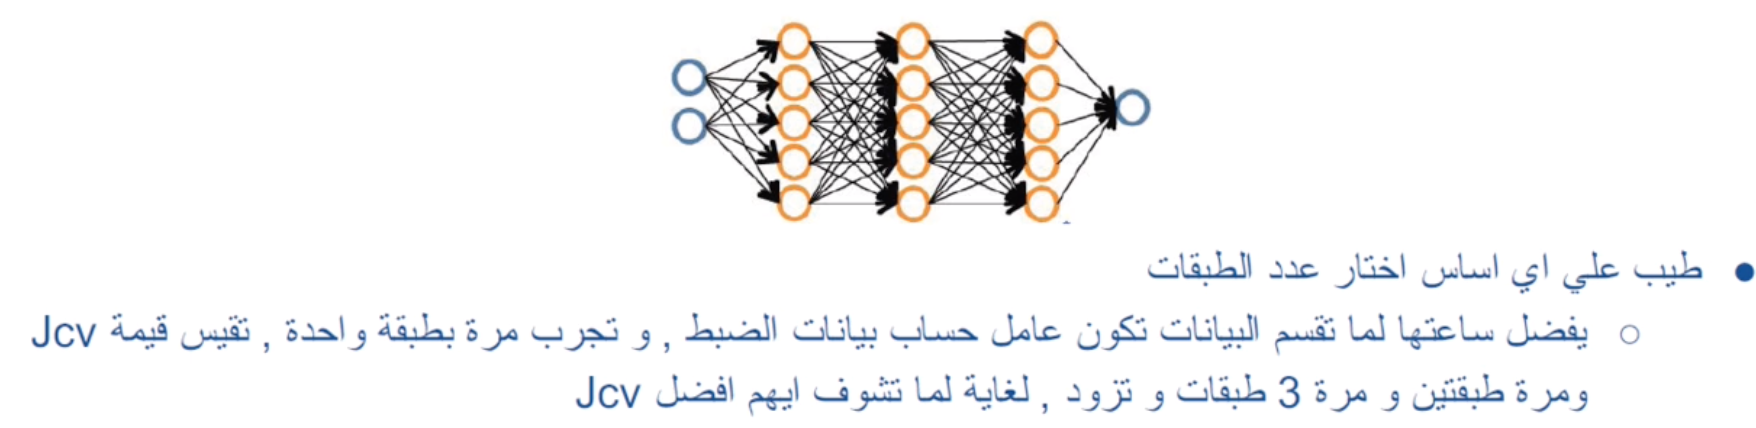 ● طيب علي اي اساس اختار عدد الطبقات
○ يفضل ساعتها لما تقسم البيانات تكون عامل حساب بيانات الضبط , و تجرب مرة بطبقة واحدة , تقيس قيمة Jcv
ومرة طبقتين و مرة 3 طبقات و تزود , لغاية لما تشوف ايهم افضل Jcv